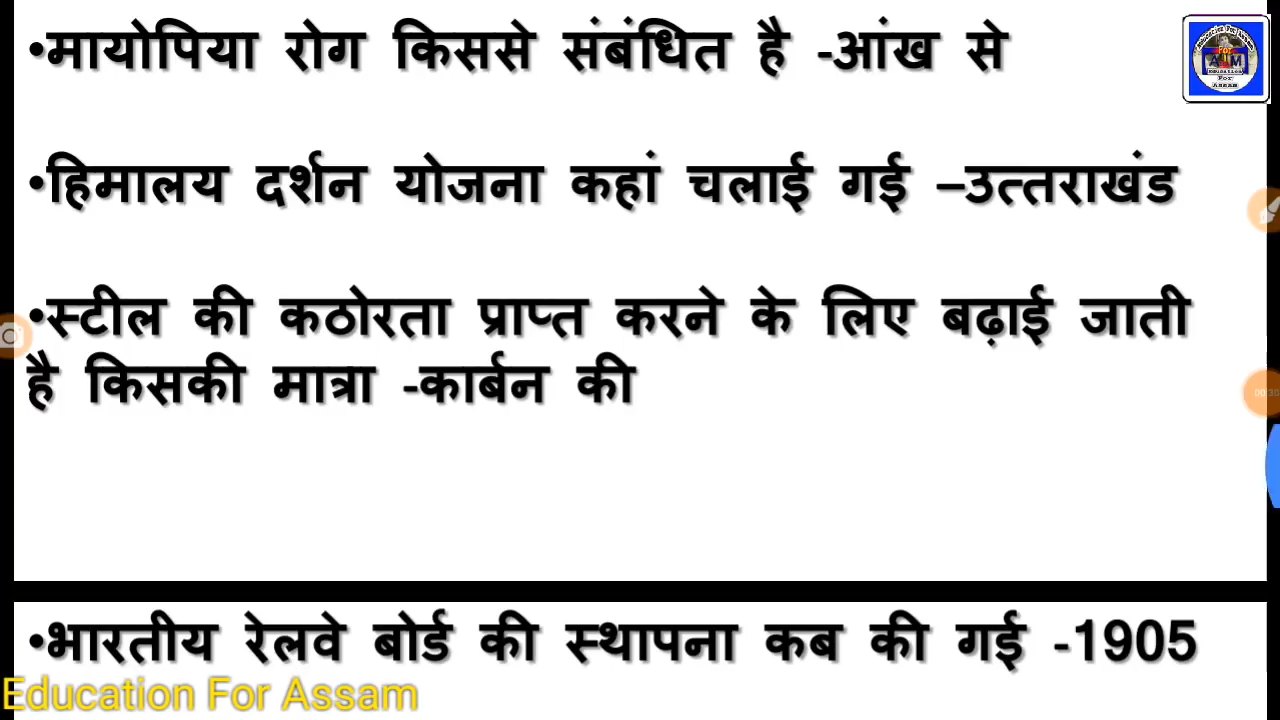 •मायोपिया रोग किससे संबंधित है -आंख से
•हिमालय दर्शन योजना कहां चलाई गई –उत्तराखंड
•स्टील की कठोरता प्राप्त करने के लिए बढ़ाई जाती
है किसकी मात्रा -कार्बन की
•भारतीय रेलवे बोर्ड की स्थापना कब की गई -1905
Education For Assam